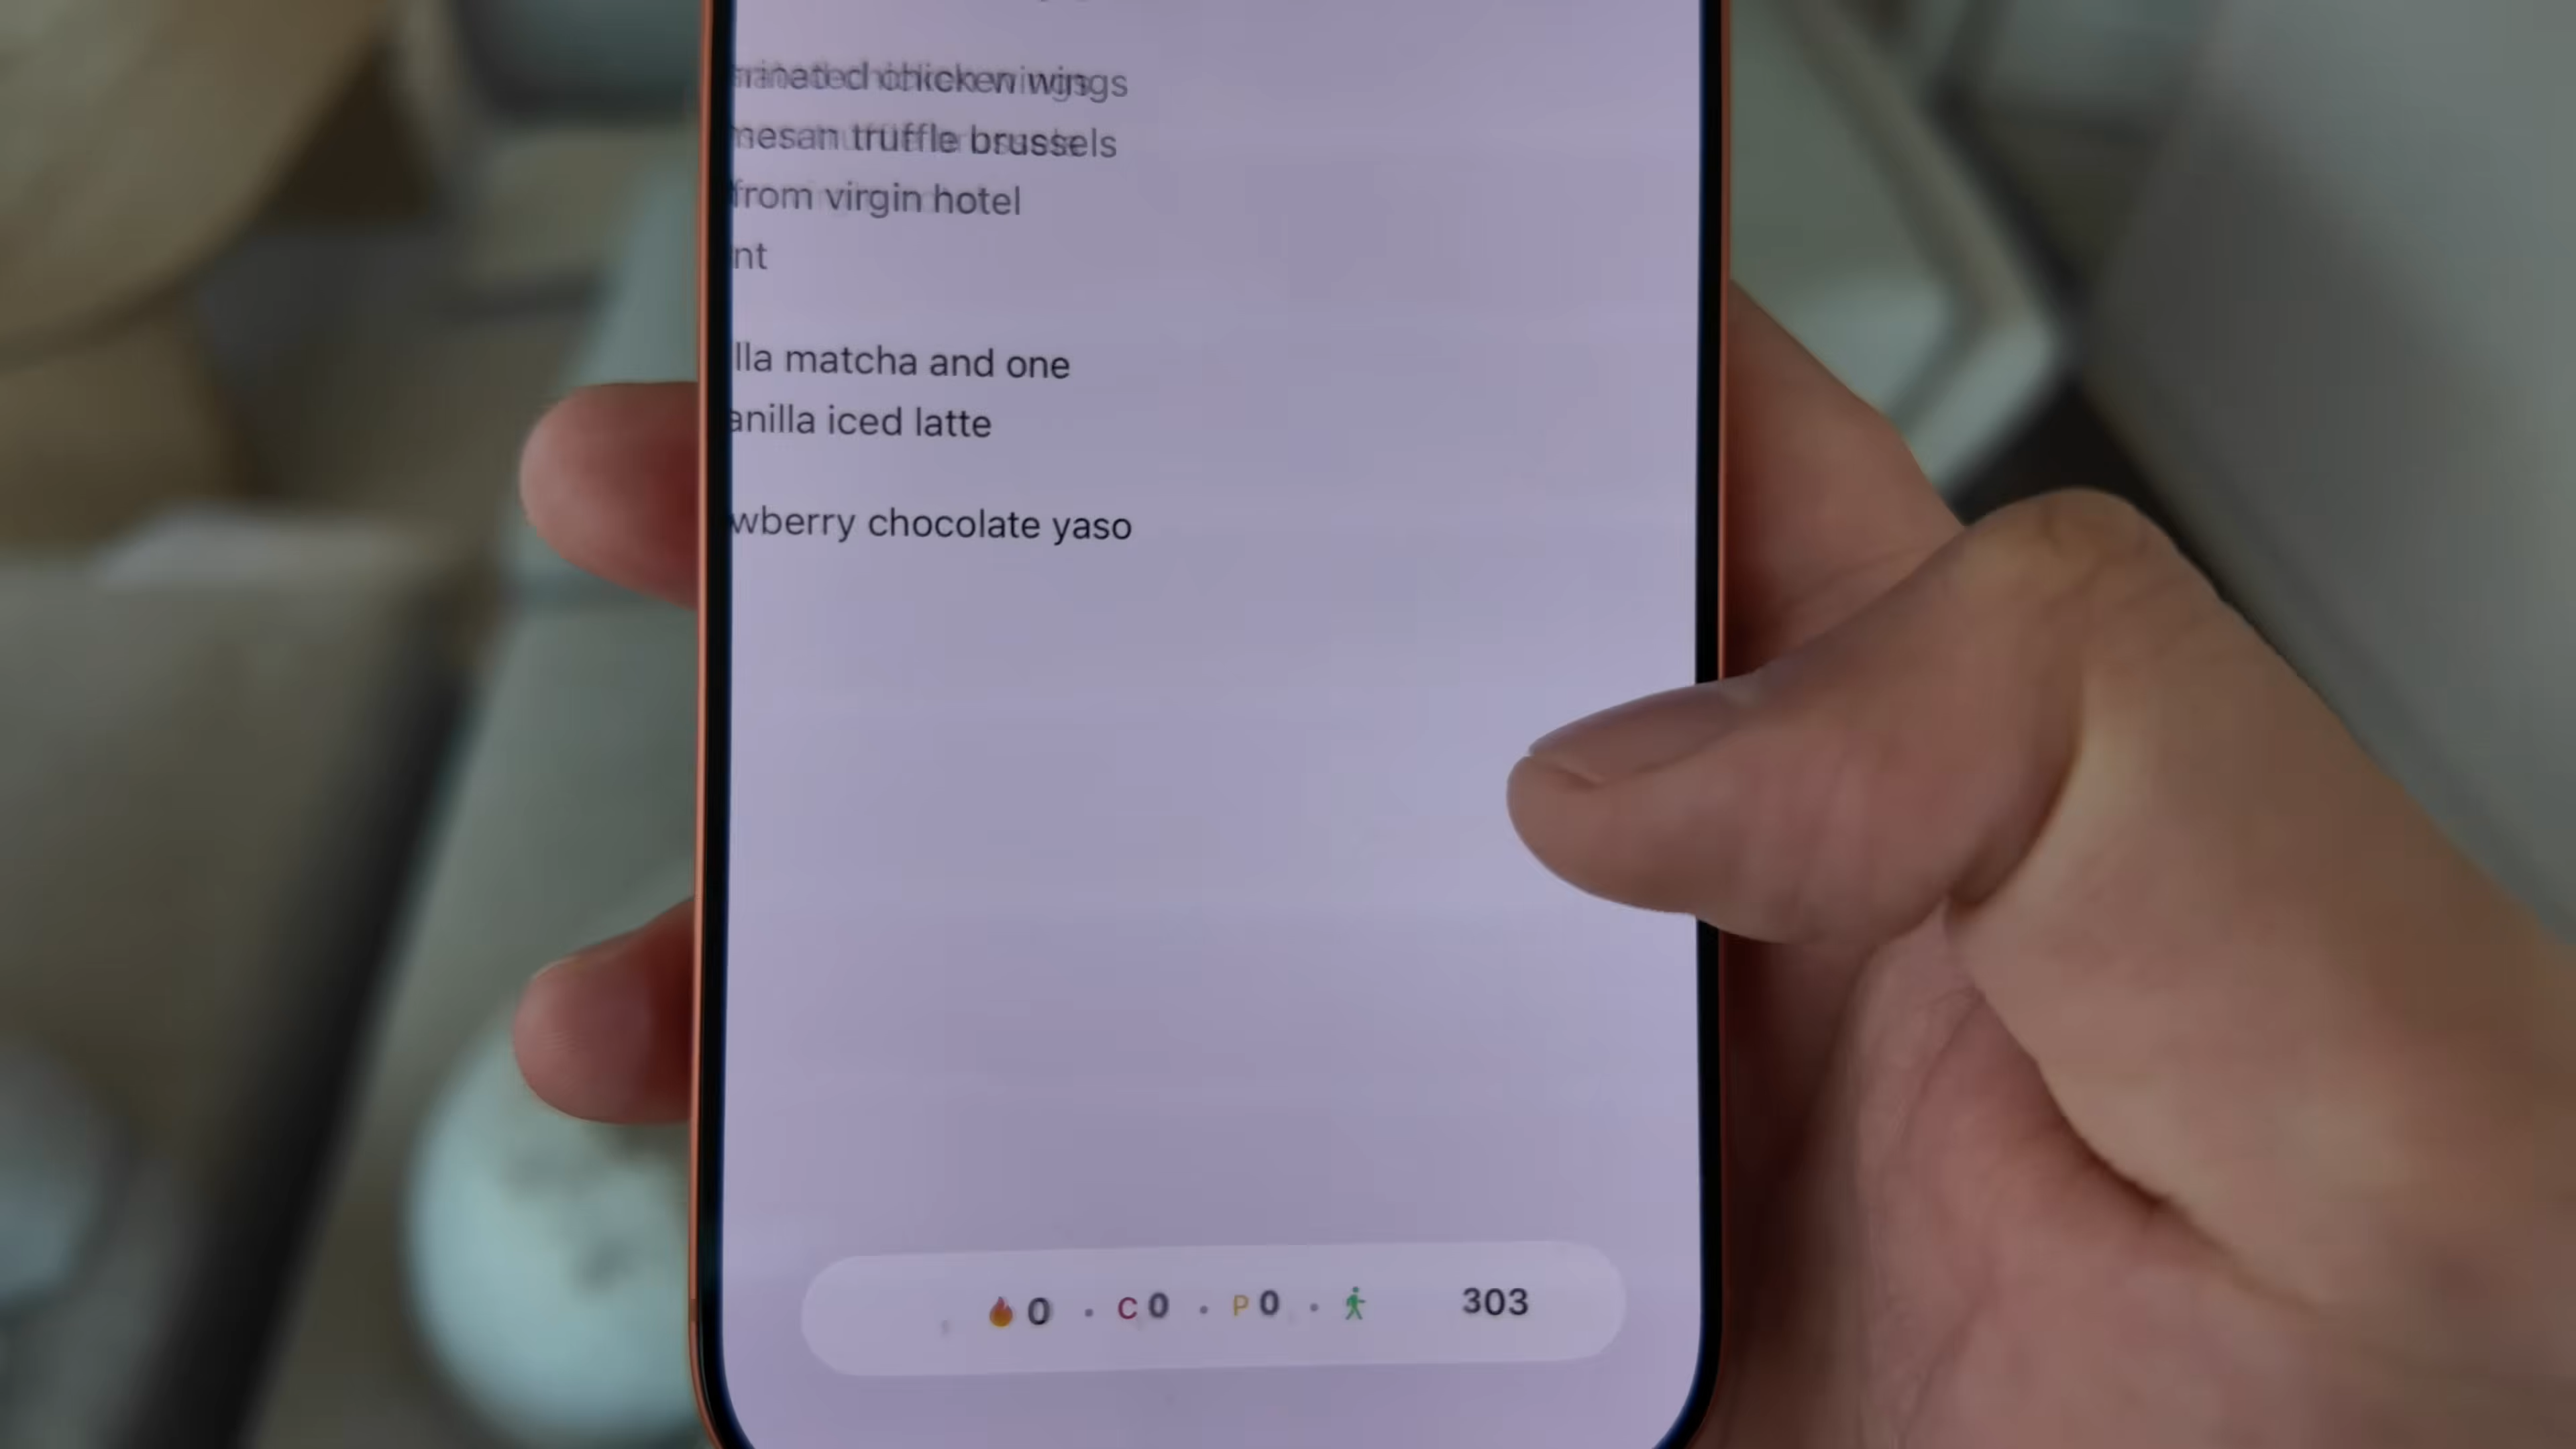 chicken wings
mesan truffle brussels
from virgin hotel
nt
lla matcha and one
anilla iced latte
wberry chocolate yaso
0 · C 0 · P 0 · 303